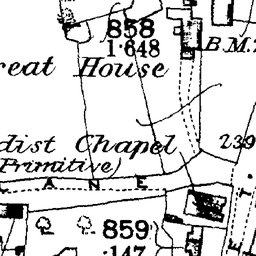 858
1·648
B.M.
reat House
dist Chapel
239
Primitive)
L A N E
859
·147
E T